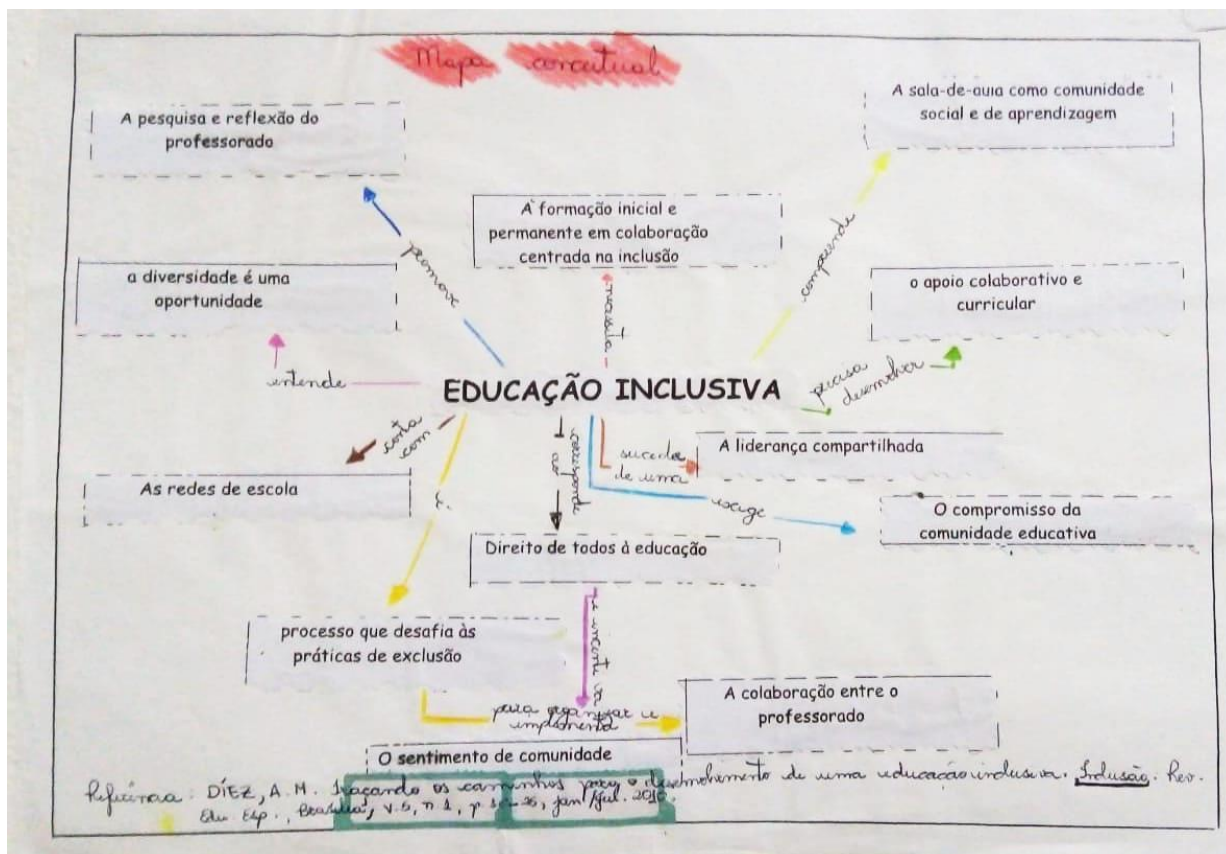 Mapa conceitual
A pesquisa e reflexão do
professorado
A sala-de-aula como comunidade
social e de aprendizagem
A formação inicial e
permanente em colaboração
centrada na inclusão
promove
compreende
a diversidade é uma
oportunidade
o apoio colaborativo e
curricular
necessita
entende
EDUCAÇÃO INCLUSIVA
precisa
desenvolver
conta
com
corresponde
ao
suceder
de uma
A liderança compartilhada
As redes de escola
é
exige
O compromisso da
comunidade educativa
Direito de todos à educação
processo que desafia às
práticas de exclusão
para organizar e
implementa
A colaboração entre o
professorado
O sentimento de comunidade
Referência: DÍEZ, A. M. Traçando os caminhos para o desenvolvimento de uma educação inclusiva. Inclusão. Rev.
Edu. Esp., Brasília, v.5, n 1, p jan/jul. 2010.